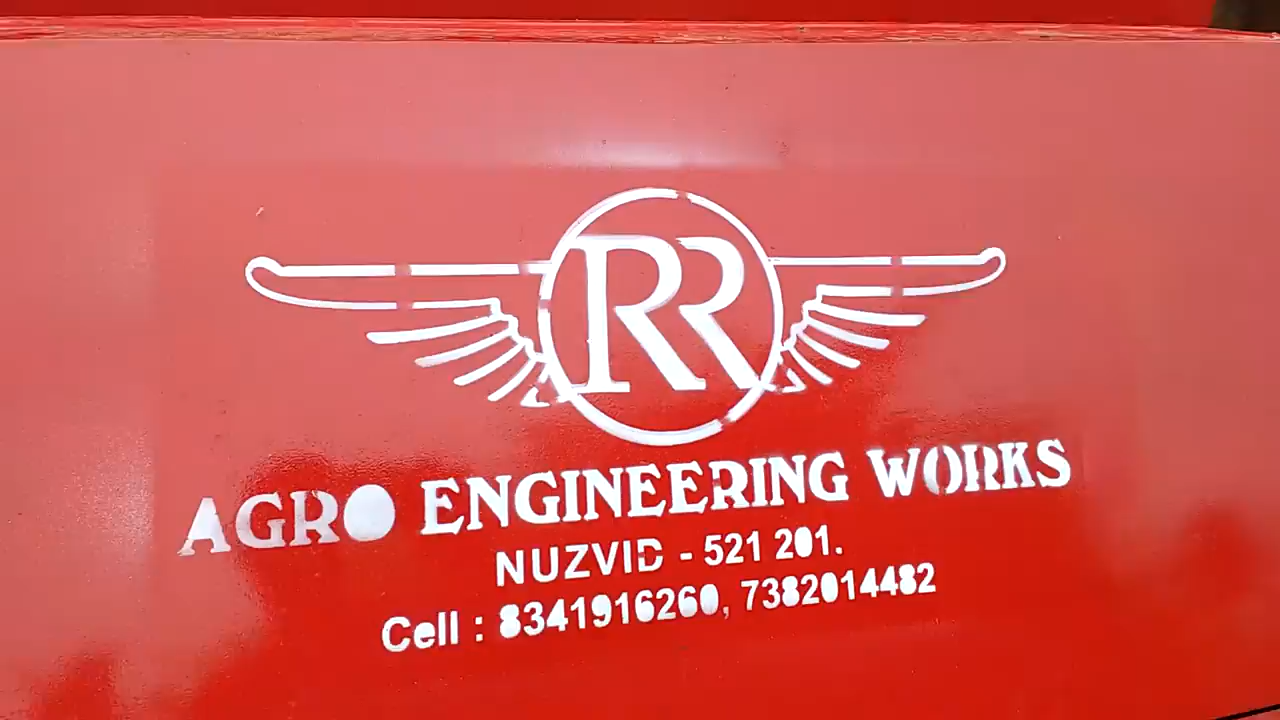 RR
AGRO ENGINEERING WORKS
NUZVID - 521 201.
Cell : 8341916260, 7382014482